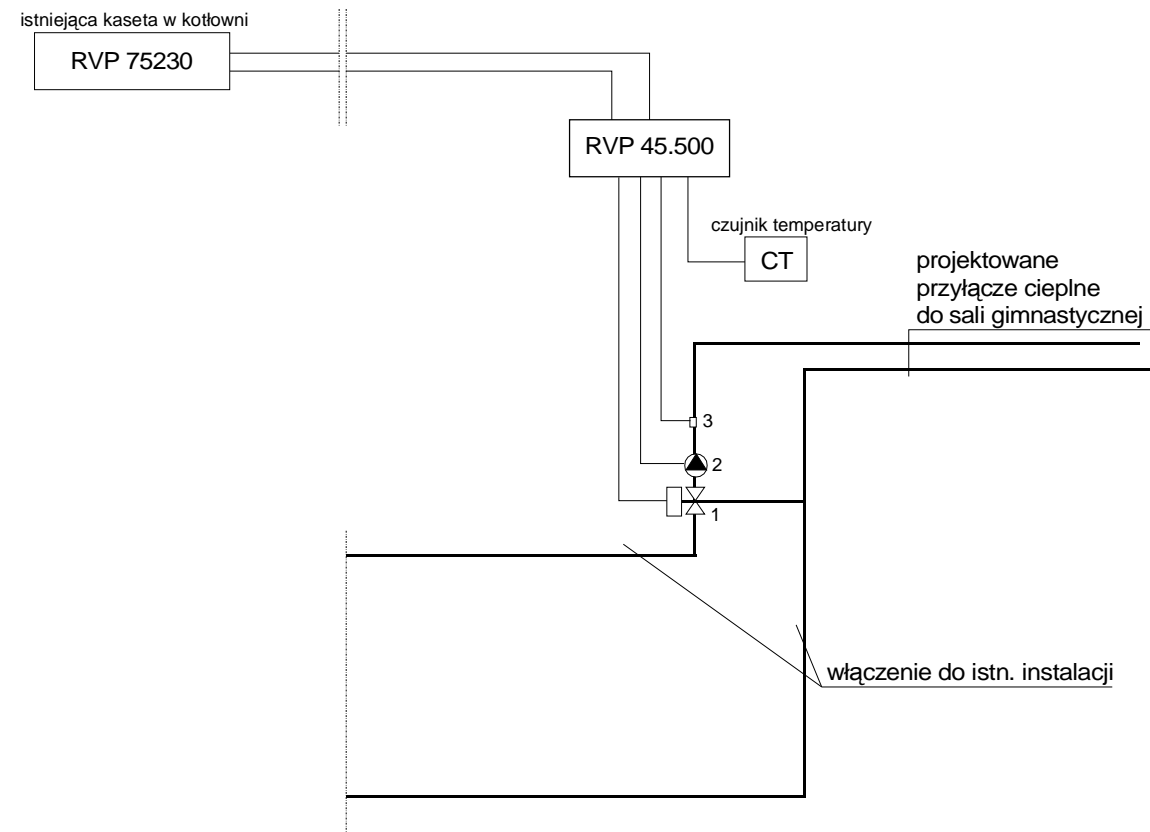 istniejąca kaseta w kotłowni
RVP 75230
RVP 45.500
czujnik temperatury
CT
projektowane
przyłącze cieplne
do sali gimnastycznej
3
2
1
włączenie do istn. instalacji